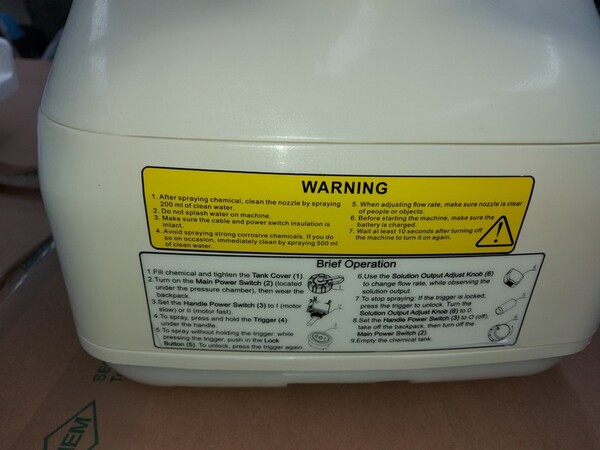 WARNING
1. After spraying chemical, clean the nozzle by spraying
200 ml of clean water.
2. Do not splash water on machine.
3. Make sure the cable and power switch insulation is
intact.
4. Avoid spraying strong corrosive chemicals. If you do
so on occasion, immediately clean by spraying 500 ml
of clean water.
5. When adjusting flow rate, make sure nozzle is clear
of people or objects.
6. Before starting the machine, make sure the
battery is charged.
7. Wait at least 10 seconds after turning off
the machine to turn it on again.
Brief Operation
1.Fill chemical and tighten the Tank Cover (1).
2.Turn on the Main Power Switch (2) (located
under the pressure chamber), then wear the
backpack.
3.Set the Handle Power Switch (3) to I (motor
slow) or II (motor fast).
4.To spray, press and hold the Trigger (4)
under the handle.
5.To spray without holding the trigger, while
pressing the trigger, push in the Lock
Button (5). To unlock, press the trigger again.
6.Use the Solution Output Adjust Knob (6)
to change flow rate, while observing the
solution output.
7.To stop spraying: If the trigger is locked,
press the trigger to unlock. Turn the
Solution Output Adjust Knob (6) to 0.
8.Set the Handle Power Switch (3) to O (off),
take off the backpack, then turn off the
Main Power Switch (2).
9.Empty the chemical tank.